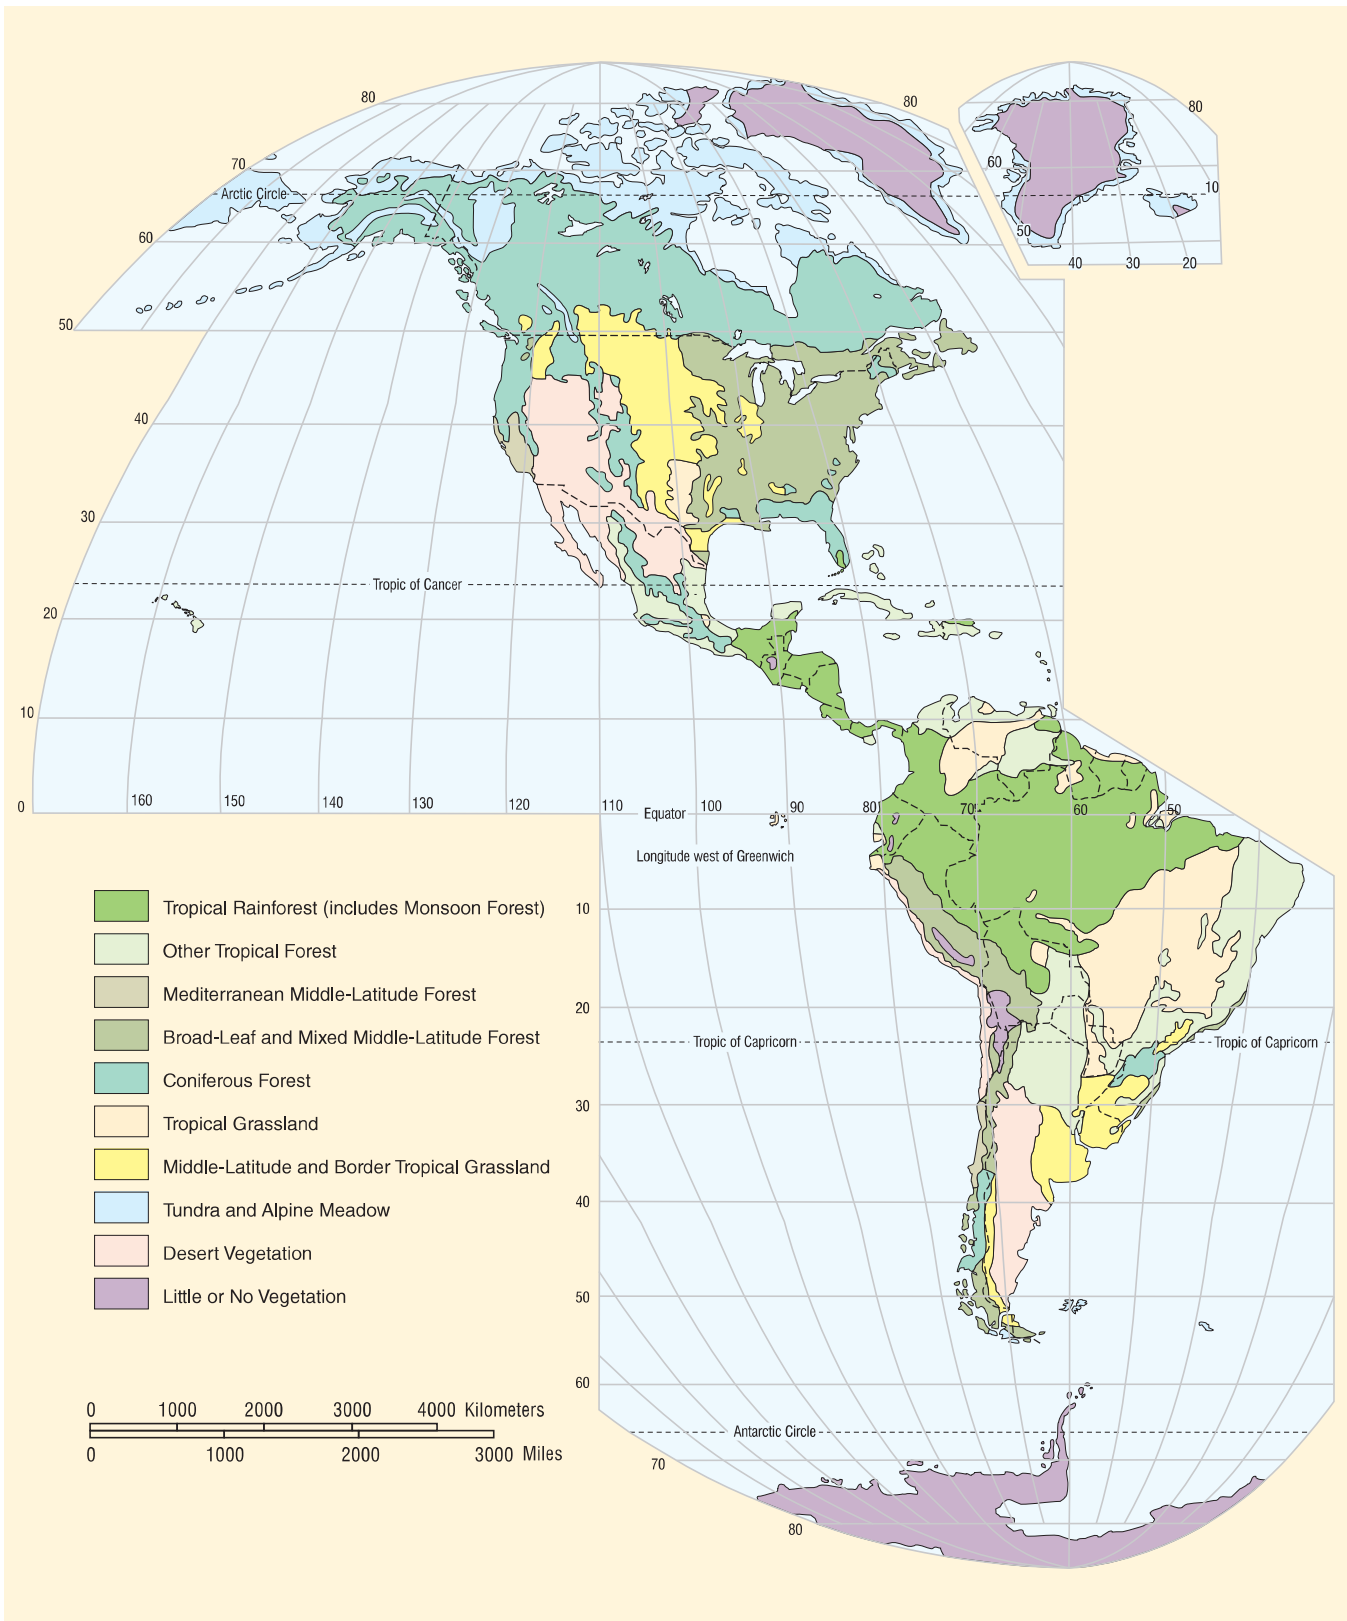 80
80
80
70
60
10
Arctic Circle
60
50
40
30
20
50
40
30
Tropic of Cancer
20
10
0
160
150
140
130
120
110
100
90
80
70
60
50
Equator
Longitude west of Greenwich
10
20
Tropic of Capricorn
Tropic of Capricorn
30
40
50
60
Antarctic Circle
70
80
Tropical Rainforest (includes Monsoon Forest)
Other Tropical Forest
Mediterranean Middle-Latitude Forest
Broad-Leaf and Mixed Middle-Latitude Forest
Coniferous Forest
Tropical Grassland
Middle-Latitude and Border Tropical Grassland
Tundra and Alpine Meadow
Desert Vegetation
Little or No Vegetation
0 1000 2000 3000 4000 Kilometers
0 1000 2000 3000 Miles